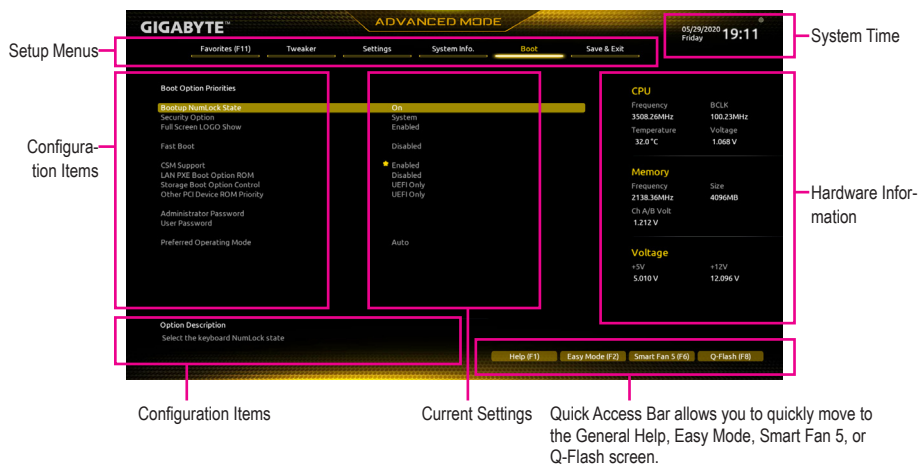 GIGABYTE™
ADVANCED MODE
05/29/2020
Friday
19:11
System Time
Setup Menus
Favorites (F11) Tweaker Settings System Info. Boot Save & Exit
Configura-
tion Items
Boot Option Priorities
Bootup NumLock State On
Security Option System
Full Screen LOGO Show Enabled
Fast Boot Disabled
CSM Support Enabled
LAN PXE Boot Option ROM Disabled
Storage Boot Option Control UEFI Only
Other PCI Device ROM Priority UEFI Only
Administrator Password
User Password
Preferred Operating Mode Auto
CPU
Frequency BCLK
3508.26MHz 100.23MHz
Temperature Voltage
32.0 °C 1.068 V
Memory
Frequency Size
2138.36MHz 4096MB
Ch A/B Volt
1.212 V
Voltage
+5V +12V
5.010 V 12.096 V
Hardware Infor-
mation
Option Description
Select the keyboard NumLock state
Help (F1) Easy Mode (F2) Smart Fan 5 (F6) Q-Flash (F8)
Configuration Items
Current Settings
Quick Access Bar allows you to quickly move to
the General Help, Easy Mode, Smart Fan 5, or
Q-Flash screen.